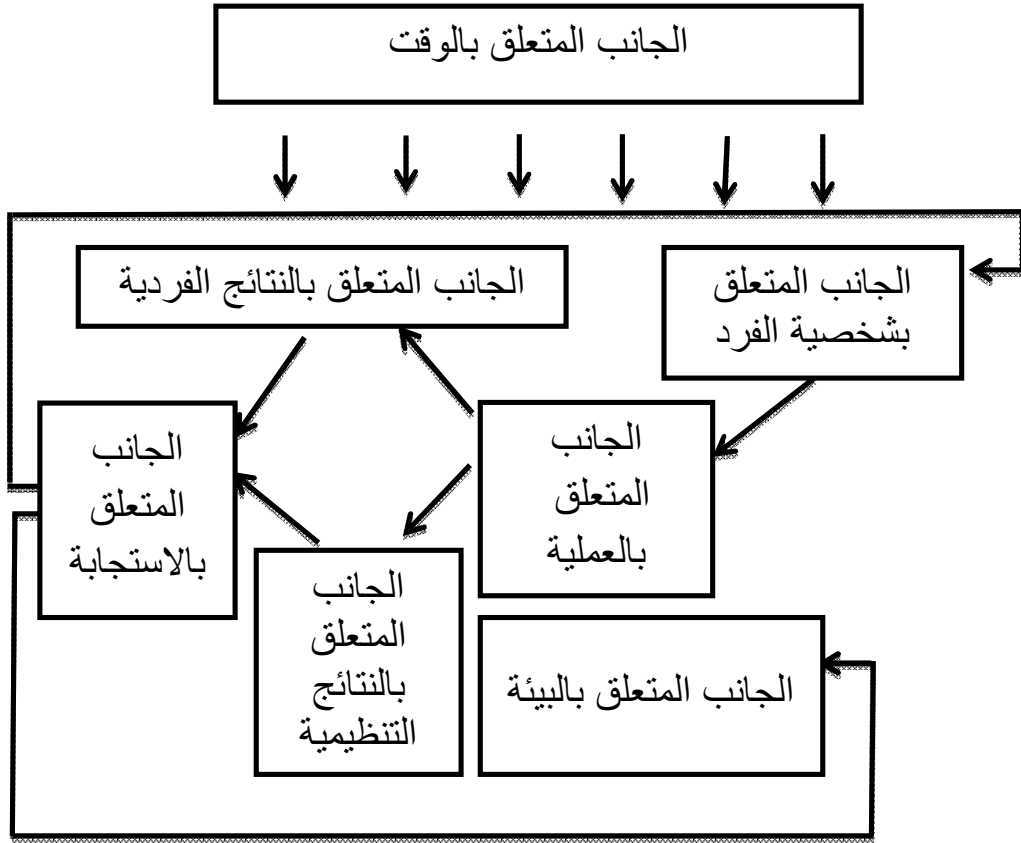 الجانب المتعلق بالوقت
الجانب المتعلق
بشخصية الفرد
الجانب المتعلق بالنتائج الفردية
الجانب
المتعلق
بالعملية
الجانب
المتعلق
بالاستجابة
الجانب
المتعلق
بالنتائج
التنظيمية
الجانب المتعلق بالبيئة